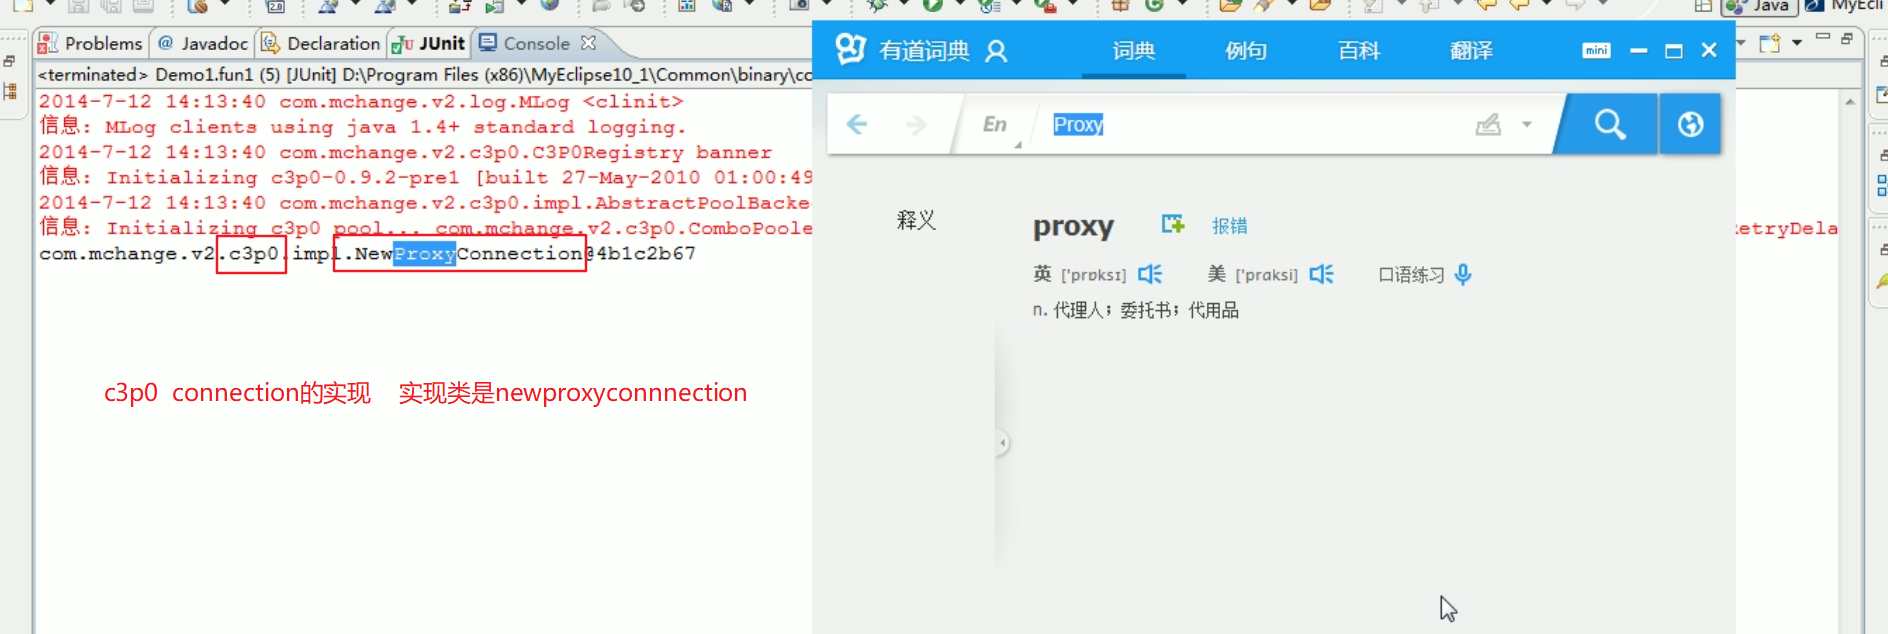 2.0
Java
MyEcli
Problems @ Javadoc Declaration JUnit Console
<terminated> Demo1.fun1 (5) [JUnit] D:\Program Files (x86)\MyEclipse10_1\Common\binary\co
2014-7-12 14:13:40 com.mchange.v2.log.MLog <clinit>
信息: MLog clients using java 1.4+ standard logging.
2014-7-12 14:13:40 com.mchange.v2.c3p0.C3P0Registry banner
信息: Initializing c3p0-0.9.2-pre1 [built 27-May-2010 01:00:49
2014-7-12 14:13:40 com.mchange.v2.c3p0.impl.AbstractPoolBacke
信息: Initializing c3p0 pool... com.mchange.v2.c3p0.ComboPoole
etryDela
com.mchange.v2.c3p0.impl.NewProxyConnection@4b1c2b67
c3p0 connection的实现 实现类是newproxyconnnection
有道词典 词典 例句 百科 翻译 mini
En Proxy
释义
proxy 报错
英 ['prɒksɪ] 美 ['prɑksi] 口语练习
n. 代理人；委托书；代用品